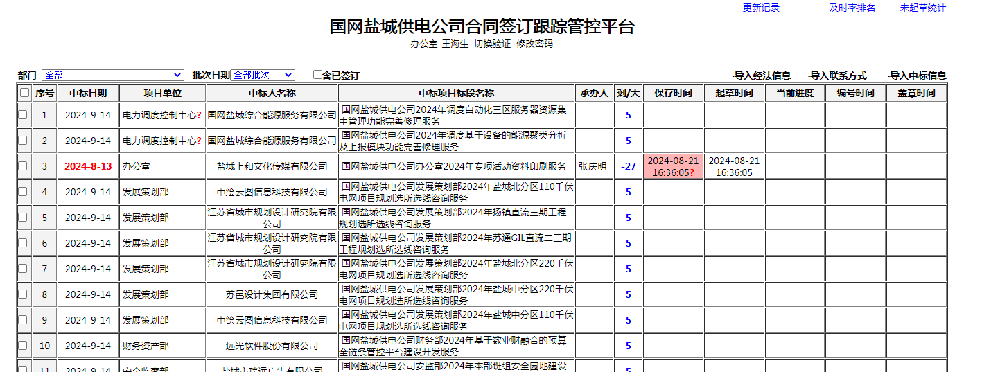 更新记录 及时率排名 未起草统计
国网盐城供电公司合同签订跟踪管控平台
办公室_王海生 切换验证 修改密码
部门 全部 批次日期 全部批次 含已签订 ·导入经法信息 ·导入联系方式 ·导入中标信息
序号 中标日期 项目单位 中标人名称 中标项目标段名称 承办人 剩/天 保存时间 起草时间 当前进度 编号时间 盖章时间
1 2024-9-14 电力调度控制中心? 国网盐城综合能源服务有限公司 国网盐城供电公司2024年调度自动化三区服务器资源集
中管理功能完善修理服务 5
2 2024-9-14 电力调度控制中心? 国网盐城综合能源服务有限公司 国网盐城供电公司2024年调度基于设备的能源聚类分析
及上报模块功能完善修理服务 5
3 2024-8-13 办公室 盐城上和文化传媒有限公司 国网盐城供电公司办公室2024年专项活动资料印刷服务 张庆明 -27 2024-08-21 2024-08-21
16:36:05? 16:36:05
4 2024-9-14 发展策划部 中绘云图信息科技有限公司 国网盐城供电公司发展策划部2024年盐城北分区110千伏
电网项目规划选所选线咨询服务 5
5 2024-9-14 发展策划部 江苏省城市规划设计研究院有限
公司 国网盐城供电公司发展策划部2024年扬镇直流三期工程
规划选所选线咨询服务 5
6 2024-9-14 发展策划部 江苏省城市规划设计研究院有限
公司 国网盐城供电公司发展策划部2024年苏通GIL直流二三期
工程规划选所选线咨询服务 5
7 2024-9-14 发展策划部 江苏省城市规划设计研究院有限
公司 国网盐城供电公司发展策划部2024年盐城北分区220千伏
电网项目规划选所选线咨询服务 5
8 2024-9-14 发展策划部 苏邑设计集团有限公司 国网盐城供电公司发展策划部2024年盐城中分区220千伏
电网项目规划选所选线咨询服务 5
9 2024-9-14 发展策划部 中绘云图信息科技有限公司 国网盐城供电公司发展策划部2024年盐城中分区110千伏
电网项目规划选所选线咨询服务 5
10 2024-9-14 财务资产部 远光软件股份有限公司 国网盐城供电公司财务部2024年基于数业财融合的预算
全链条管控平台建设开发服务 5
11 2024-9-14 安全监察部 盐城市瑞远广告有限公司 国网盐城供电公司安监部2024年本部班组安全园地建设 5